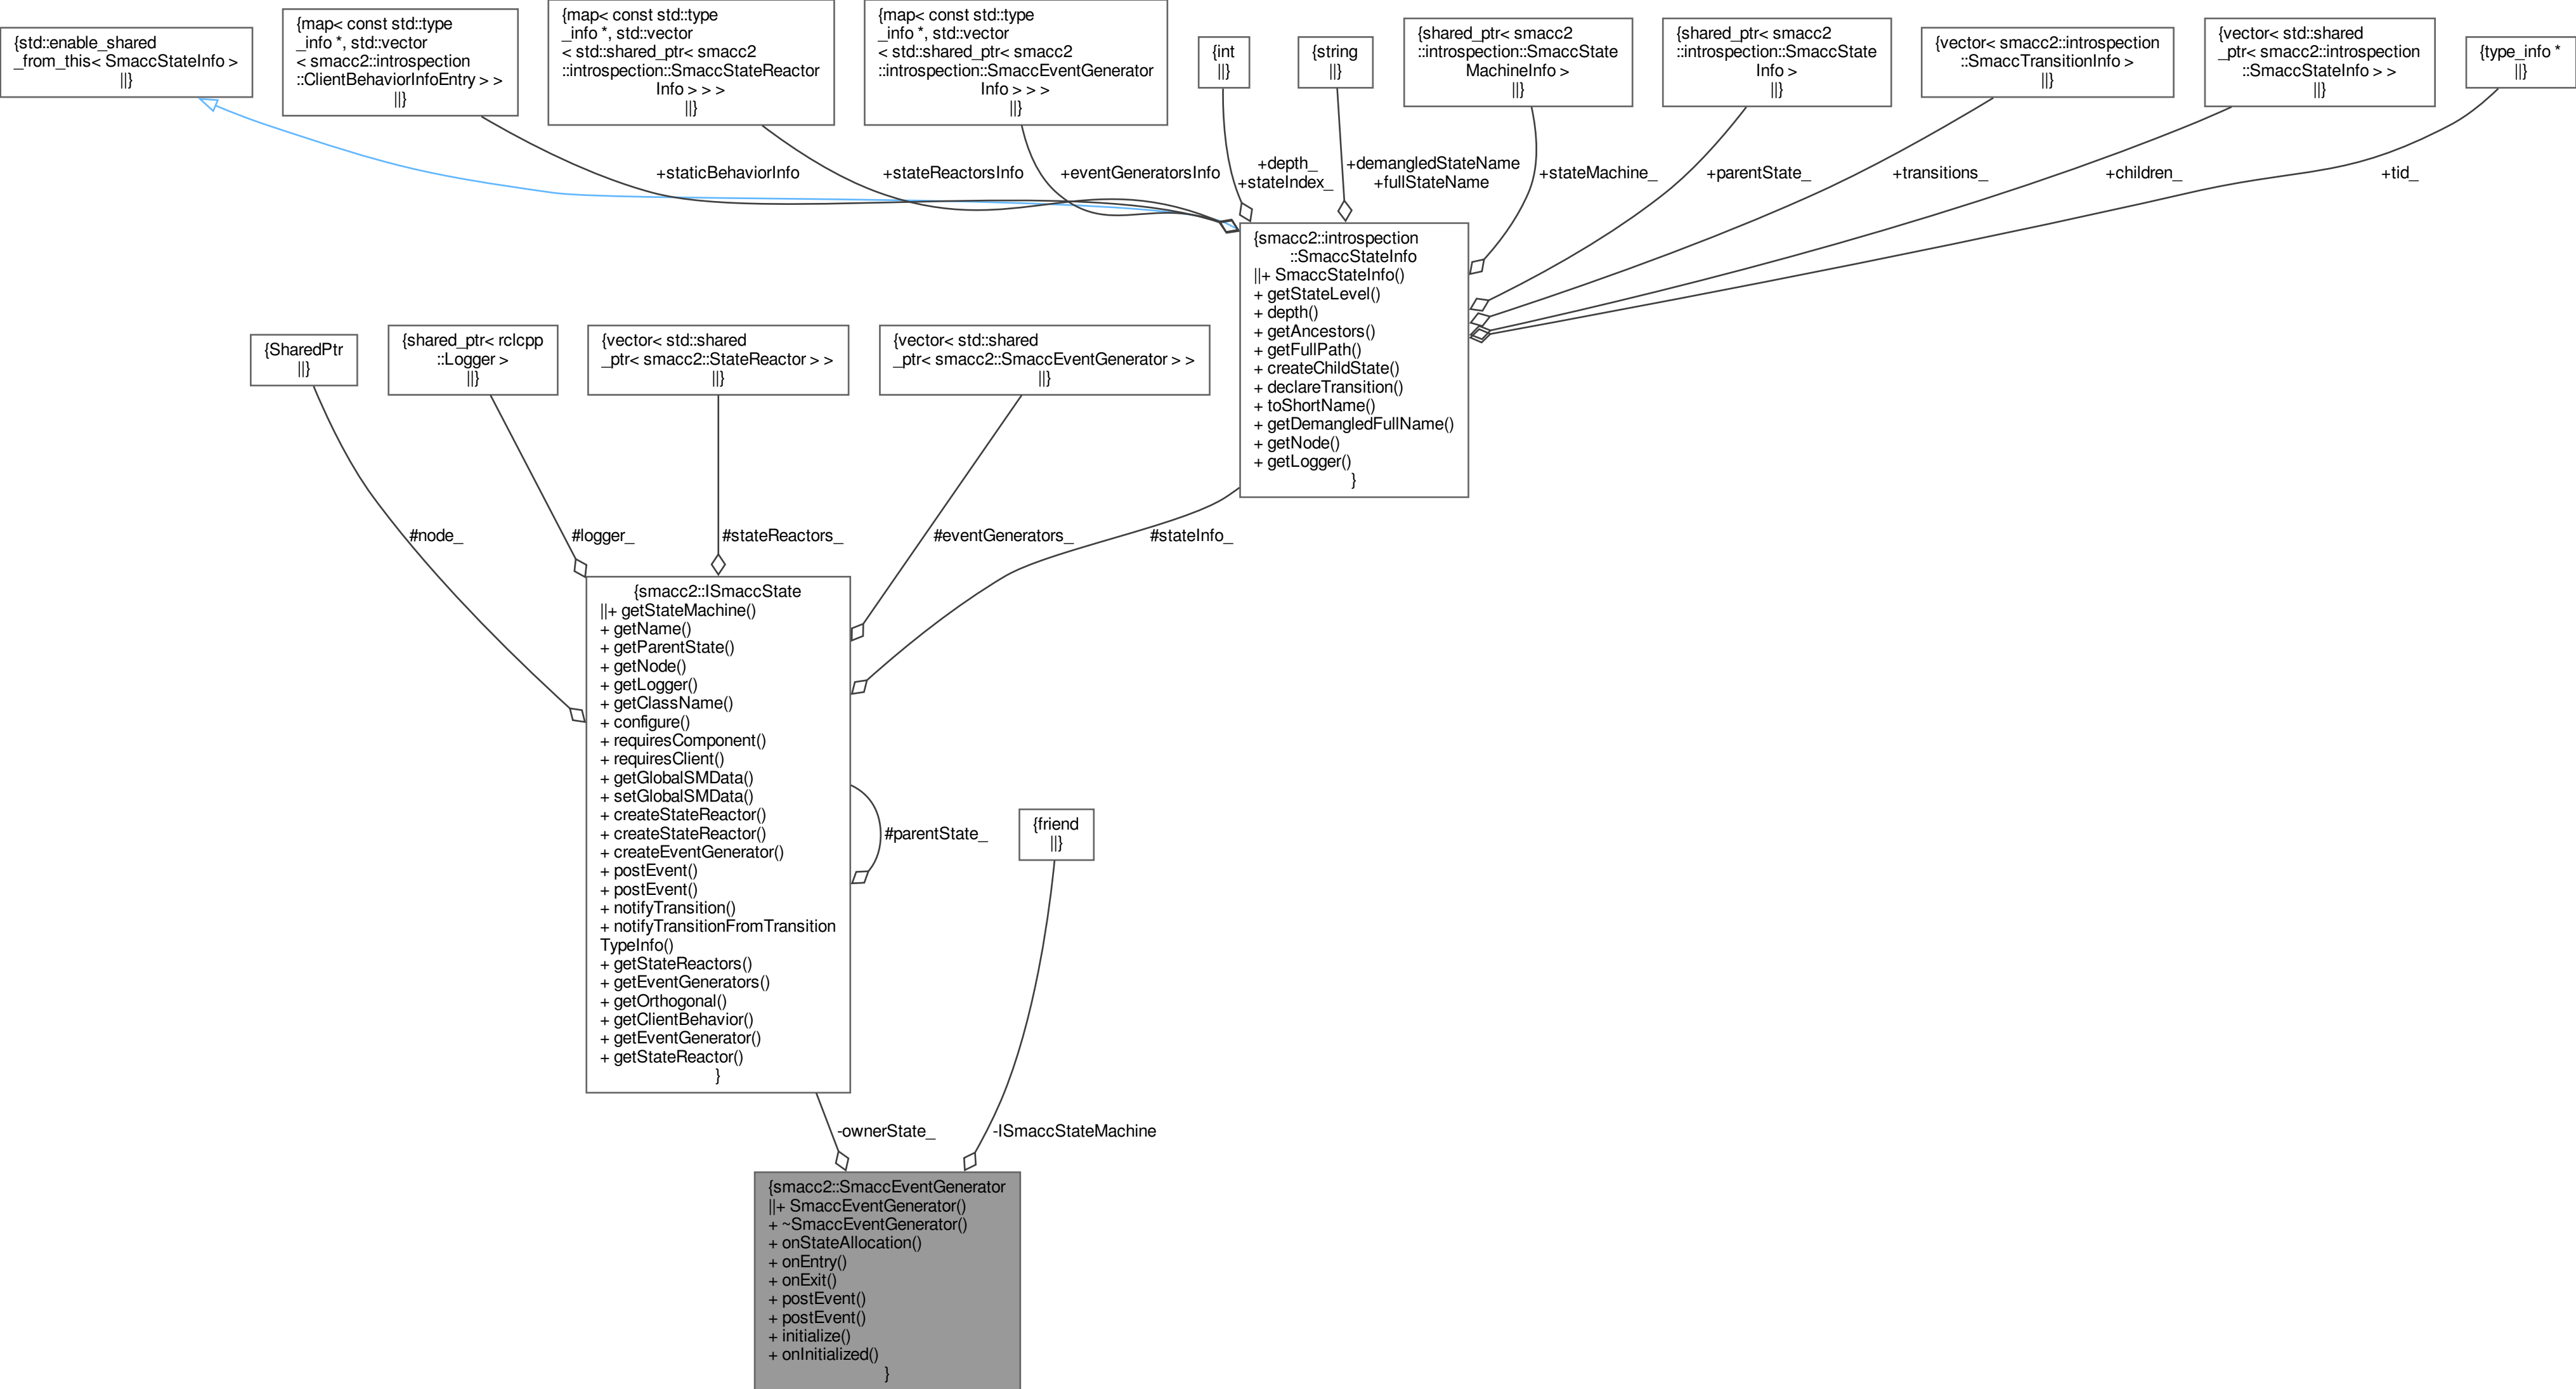 {std::enable_shared
_from_this< SmaccStateInfo >
||}
{map< const std::type
_info *, std::vector
< smacc2::introspection
::ClientBehaviorInfoEntry > >
||}
{map< const std::type
_info *, std::vector
< std::shared_ptr< smacc2
::introspection::SmaccStateReactor
Info > > >
||}
{map< const std::type
_info *, std::vector
< std::shared_ptr< smacc2
::introspection::SmaccEventGenerator
Info > > >
||}
{int
||}
{string
||}
{shared_ptr< smacc2
::introspection::SmaccState
MachineInfo >
||}
{shared_ptr< smacc2
::introspection::SmaccState
Info >
||}
{vector< smacc2::introspection
::SmaccTransitionInfo >
||}
{vector< std::shared
_ptr< smacc2::introspection
::SmaccStateInfo > >
||}
{type_info *
||}
+staticBehaviorInfo
+stateReactorsInfo
+eventGeneratorsInfo
+depth_
+stateIndex_
+demangledStateName
+fullStateName
+stateMachine_
+parentState_
+transitions_
+children_
+tid_
{smacc2::introspection
::SmaccStateInfo
||+ SmaccStateInfo()
+ getStateLevel()
+ depth()
+ getAncestors()
+ getFullPath()
+ createChildState()
+ declareTransition()
+ toShortName()
+ getDemangledFullName()
+ getNode()
+ getLogger()
}
{SharedPtr
||}
{shared_ptr< rclcpp
::Logger >
||}
{vector< std::shared
_ptr< smacc2::StateReactor > >
||}
{vector< std::shared
_ptr< smacc2::SmaccEventGenerator > >
||}
#node_
#logger_
#stateReactors_
#eventGenerators_
#stateInfo_
{smacc2::ISmaccState
||+ getStateMachine()
+ getName()
+ getParentState()
+ getNode()
+ getLogger()
+ getClassName()
+ configure()
+ requiresComponent()
+ requiresClient()
+ getGlobalSMData()
+ setGlobalSMData()
+ createStateReactor()
+ createStateReactor()
+ createEventGenerator()
+ postEvent()
+ postEvent()
+ notifyTransition()
+ notifyTransitionFromTransition
TypeInfo()
+ getStateReactors()
+ getEventGenerators()
+ getOrthogonal()
+ getClientBehavior()
+ getEventGenerator()
+ getStateReactor()
}
#parentState_
{friend
||}
-ownerState_
-ISmaccStateMachine
{smacc2::SmaccEventGenerator
||+ SmaccEventGenerator()
+ ~SmaccEventGenerator()
+ onStateAllocation()
+ onEntry()
+ onExit()
+ postEvent()
+ postEvent()
+ initialize()
+ onInitialized()
}